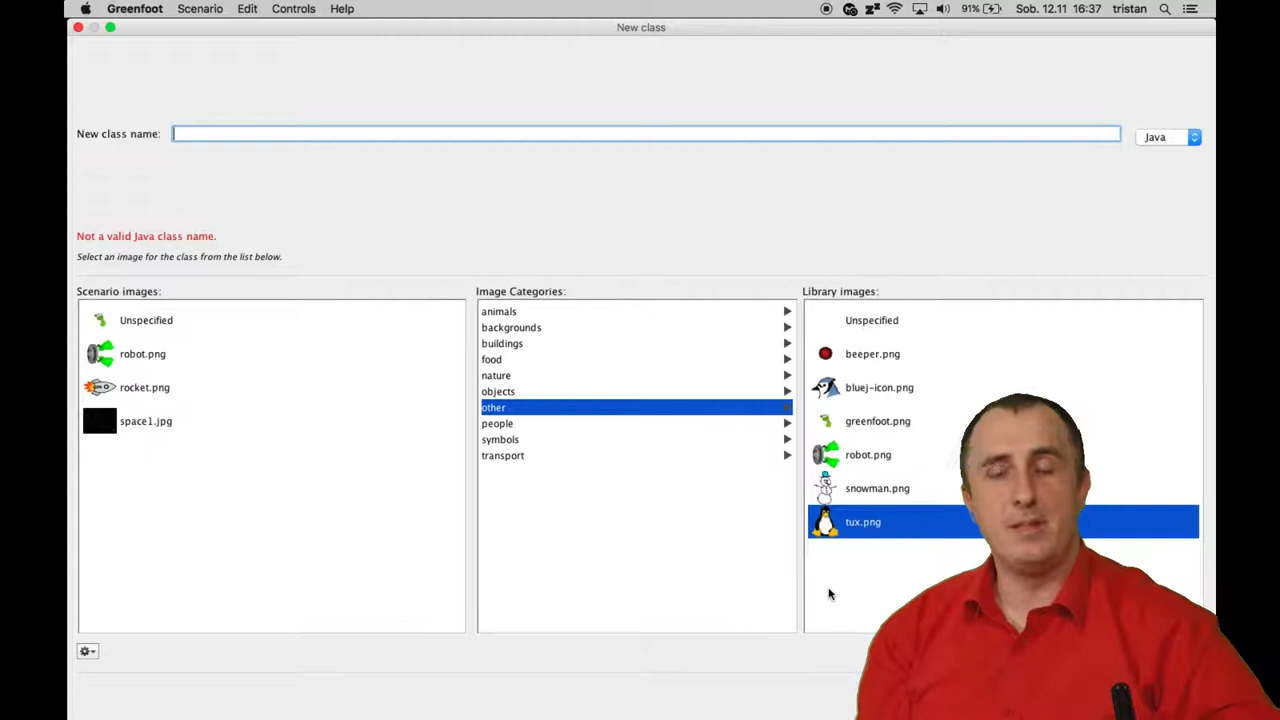 Greenfoot Scenario Edit Controls Help 91% Sob. 12.11 16:37 tristan
New class
New class name: Java
Not a valid Java class name.
Select an image for the class from the list below.
Scenario images:
Unspecified
robot.png
rocket.png
space1.jpg
Image Categories:
animals
backgrounds
buildings
food
nature
objects
other
people
symbols
transport
Library images:
Unspecified
beeper.png
bluej-icon.png
greenfoot.png
robot.png
snowman.png
tux.png